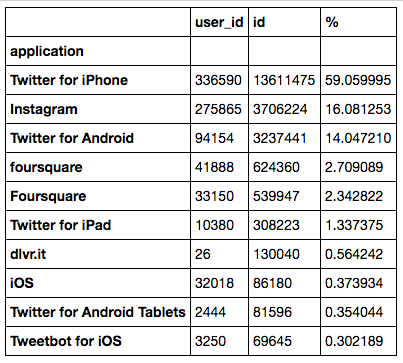 user_id id %
application
Twitter for iPhone 336590 13611475 59.059995
Instagram 275865 3706224 16.081253
Twitter for Android 94154 3237441 14.047210
foursquare 41888 624360 2.709089
Foursquare 33150 539947 2.342822
Twitter for iPad 10380 308223 1.337375
dlvr.it 26 130040 0.564242
iOS 32018 86180 0.373934
Twitter for Android Tablets 2444 81596 0.354044
Tweetbot for iOS 3250 69645 0.302189